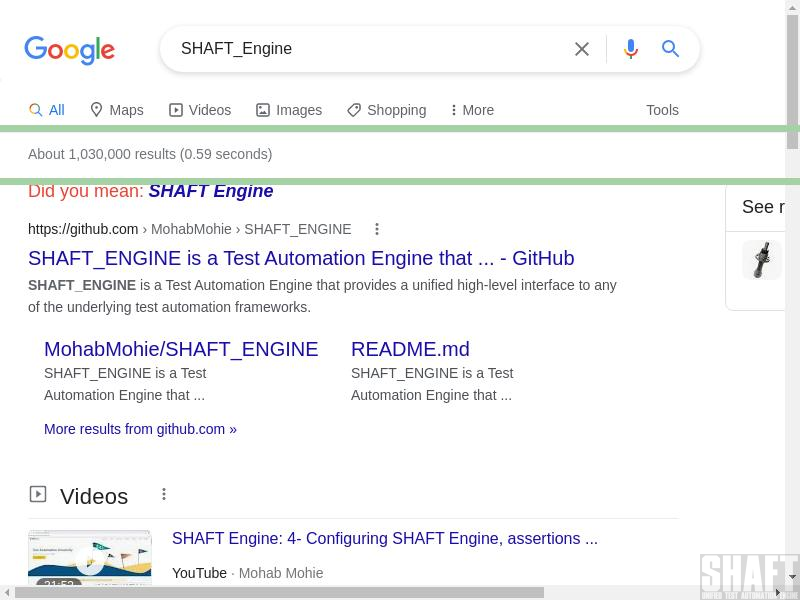 Google
SHAFT_Engine
All Maps Videos Images Shopping More Tools
About 1,030,000 results (0.59 seconds)
Did you mean: SHAFT Engine
https://github.com › MohabMohie › SHAFT_ENGINE
See r
SHAFT_ENGINE is a Test Automation Engine that ... - GitHub
SHAFT_ENGINE is a Test Automation Engine that provides a unified high-level interface to any
of the underlying test automation frameworks.
MohabMohie/SHAFT_ENGINE
SHAFT_ENGINE is a Test
Automation Engine that ...
README.md
SHAFT_ENGINE is a Test
Automation Engine that ...
More results from github.com »
Videos
SHAFT Engine: 4- Configuring SHAFT Engine, assertions ...
YouTube · Mohab Mohie
21:52
SHAFT
UNIFIED TEST AUTOMATION ENGINE